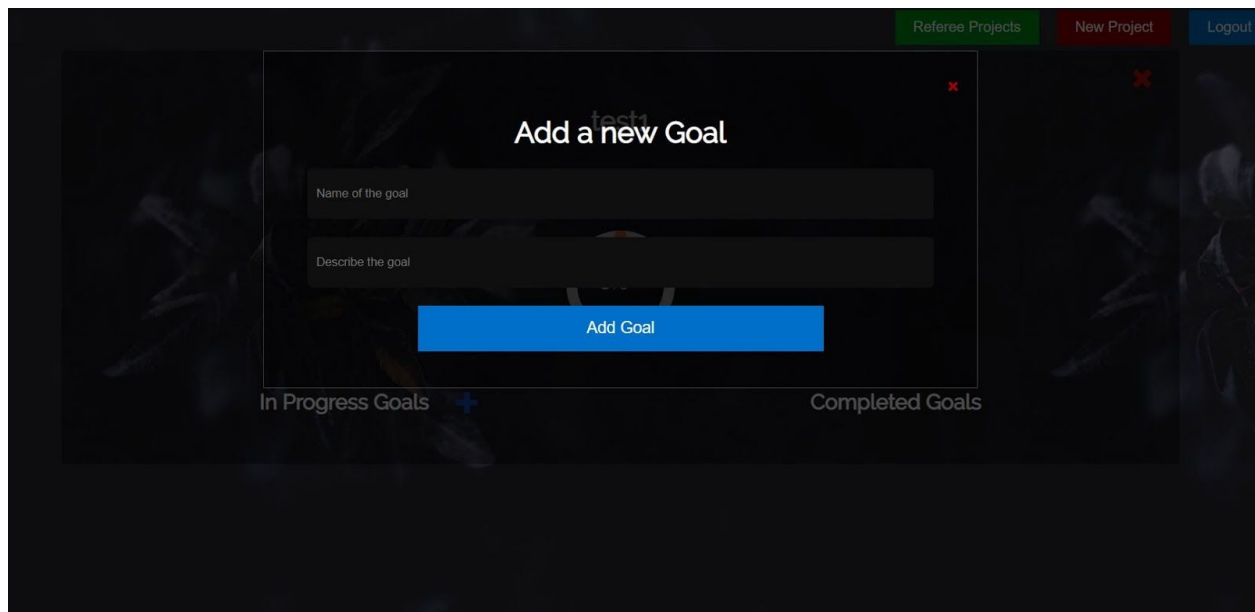 Referee Projects New Project Logout
test1
Add a new Goal
Name of the goal
Describe the goal
Add Goal
In Progress Goals
Completed Goals